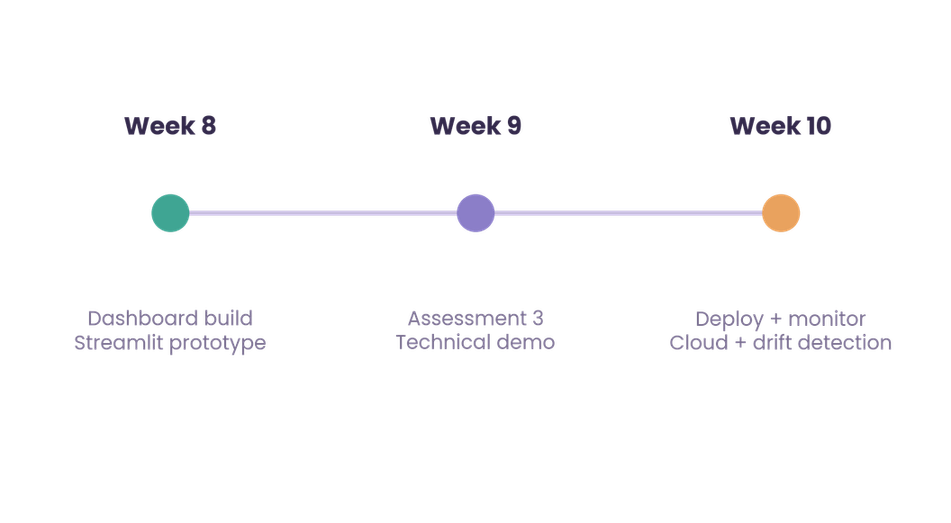 Week 8
Week 9
Week 10
Dashboard build
Streamlit prototype
Assessment 3
Technical demo
Deploy + monitor
Cloud + drift detection